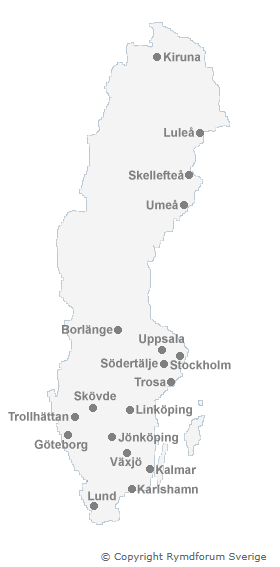 Kiruna
Luleå
Skellefteå
Umeå
Borlänge
Uppsala
Södertälje
Stockholm
Trosa
Skövde
Linköping
Trollhättan
Göteborg
Jönköping
Växjö
Kalmar
Lund
Karlshamn
© Copyright Rymdforum Sverige